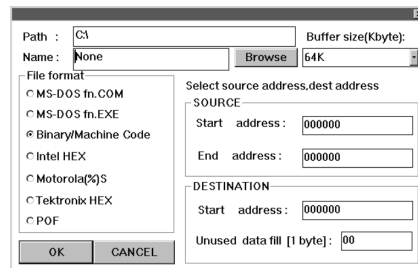 Path : C:\
Buffer size(Kbyte):
Name : None
Browse
64K
File format
MS-DOS fn.COM
MS-DOS fn.EXE
Binary/Machine Code
Intel HEX
Motorola(%)S
Tektronix HEX
POF
OK
CANCEL
Select source address,dest address
SOURCE
Start address : 000000
End address : 000000
DESTINATION
Start address : 000000
Unused data fill [1 byte] : 00